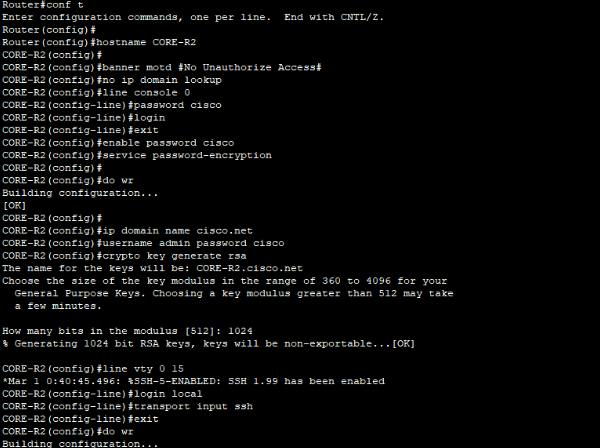 Router#conf t
Enter configuration commands, one per line.  End with CNTL/Z.
Router(config)#
Router(config)#hostname CORE-R2
CORE-R2(config)#
CORE-R2(config)#banner motd #No Unauthorize Access#
CORE-R2(config)#no ip domain lookup
CORE-R2(config)#line console 0
CORE-R2(config-line)#password cisco
CORE-R2(config-line)#login
CORE-R2(config-line)#exit
CORE-R2(config)#enable password cisco
CORE-R2(config)#service password-encryption
CORE-R2(config)#
CORE-R2(config)#do wr
Building configuration...
[OK]
CORE-R2(config)#
CORE-R2(config)#ip domain name cisco.net
CORE-R2(config)#username admin password cisco
CORE-R2(config)#crypto key generate rsa
The name for the keys will be: CORE-R2.cisco.net
Choose the size of the key modulus in the range of 360 to 4096 for your
  General Purpose Keys. Choosing a key modulus greater than 512 may take
  a few minutes.

How many bits in the modulus [512]: 1024
% Generating 1024 bit RSA keys, keys will be non-exportable...[OK]

CORE-R2(config)#line vty 0 15
*Mar 1 0:40:45.496: %SSH-5-ENABLED: SSH 1.99 has been enabled
CORE-R2(config-line)#login local
CORE-R2(config-line)#transport input ssh
CORE-R2(config-line)#exit
CORE-R2(config)#do wr
Building configuration...